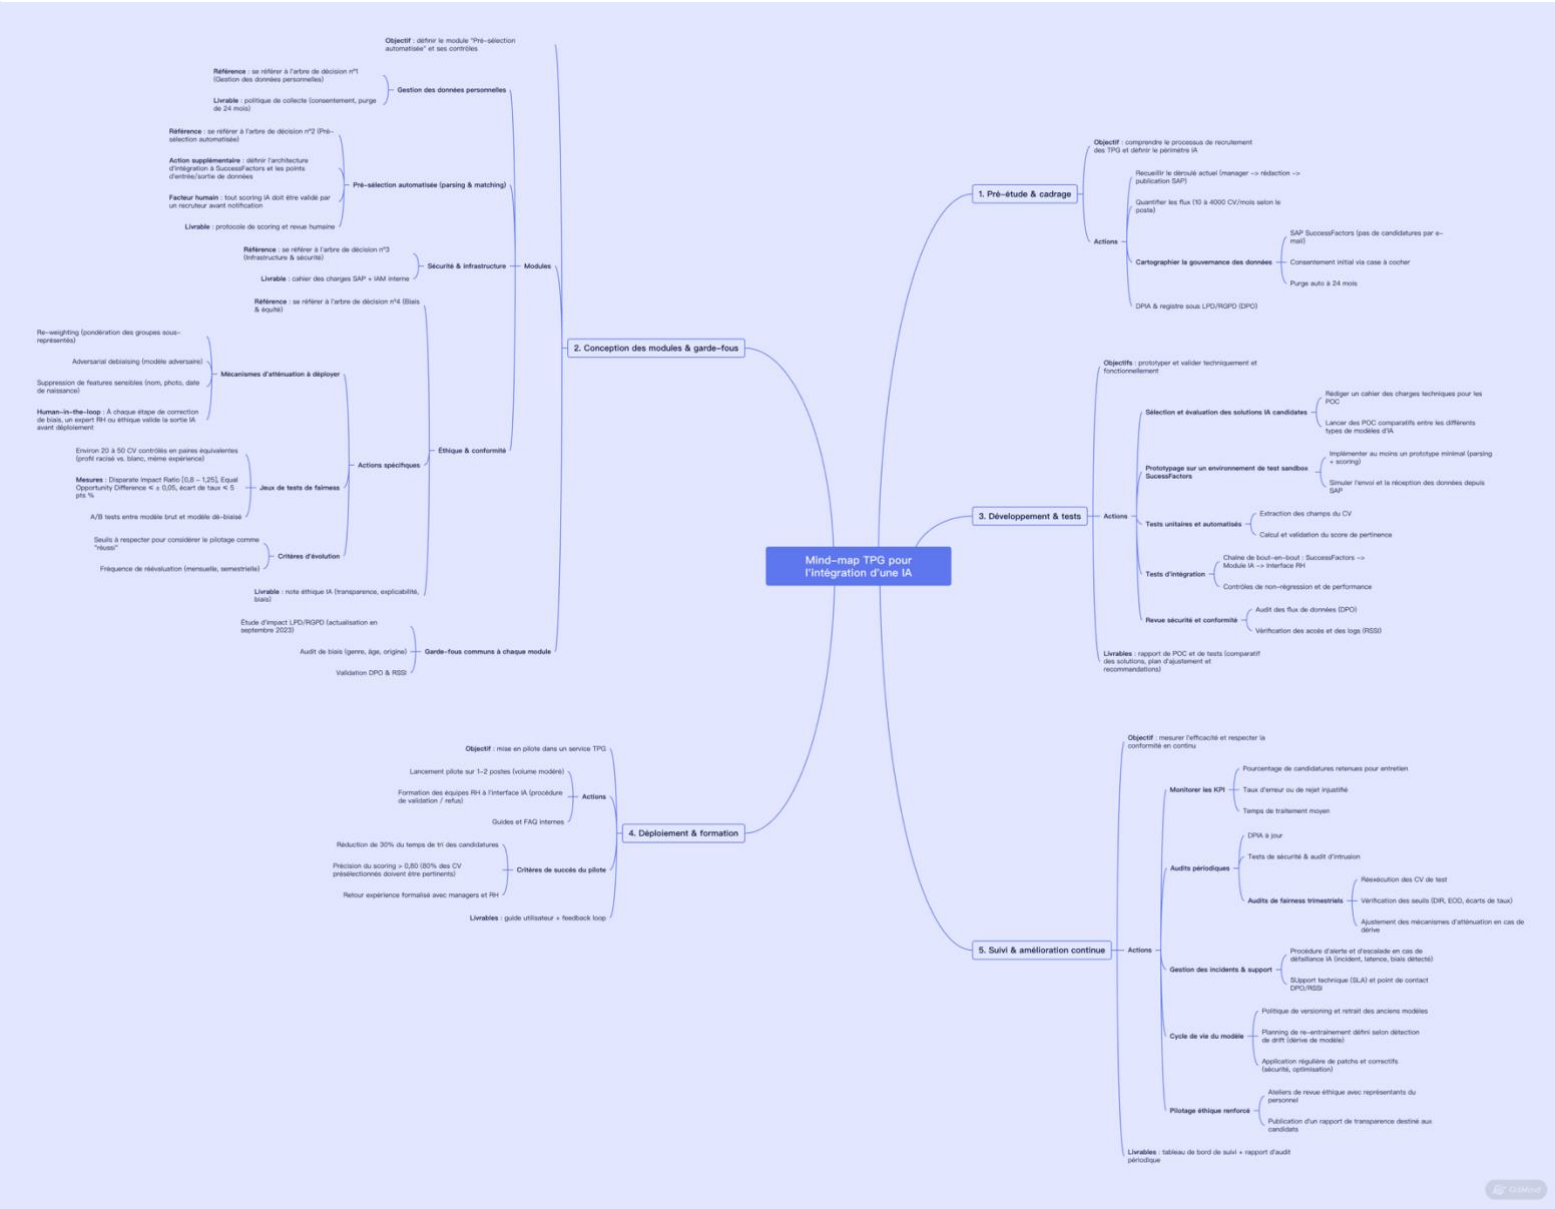 Mind-map TPG pour
l'intégration d'une IA
1. Pré-étude & cadrage
Objectif : comprendre le processus de recrutement
des TPG et définir le périmètre IA
Actions
Recueillir le déroulé actuel (manager -> rédaction ->
publication SAP)
Quantifier les flux (10 à 4000 CV/mois selon le
poste)
Cartographier la gouvernance des données
SAP SuccessFactors (pas de candidatures par e-
mail)
Consentement initial via case à cocher
Purge auto à 24 mois
DPIA & registre sous LPD/RGPD (DPO)
2. Conception des modules & garde-fous
Objectif : définir le module "Pré-sélection
automatisée" et ses contrôles
Modules
Gestion des données personnelles
Référence : se référer à l'arbre de décision n°1
(Gestion des données personnelles)
Livrable : politique de collecte (consentement, purge
de 24 mois)
Pré-sélection automatisée (parsing & matching)
Référence : se référer à l'arbre de décision n°2 (Pré-
sélection automatisée)
Action supplémentaire : définir l'architecture
d'intégration à SuccessFactors et les points
d'entrée/sortie de données
Facteur humain : tout scoring IA doit être validé par
un recruteur avant notification
Livrable : protocole de scoring et revue humaine
Sécurité & infrastructure
Référence : se référer à l'arbre de décision n°3
(Infrastructure & sécurité)
Livrable : cahier des charges SAP + IAM interne
Éthique & conformité
Référence : se référer à l'arbre de décision n°4 (Biais
& équité)
Actions spécifiques
Mécanismes d'atténuation à déployer
Re-weighting (pondération des groupes sous-
représentés)
Adversarial debiasing (modèle adversaire)
Suppression de features sensibles (nom, photo, date
de naissance)
Human-in-the-loop : À chaque étape de correction
de biais, un expert RH ou éthique valide la sortie IA
avant déploiement
Jeux de tests de fairness
Environ 20 à 50 CV contrôlés en paires équivalentes
(profil racisé vs. blanc, même expérience)
Mesures : Disparate Impact Ratio [0,8 – 1,25], Equal
Opportunity Difference ≤ ± 0,05, écart de taux ≤ 5
pts %
A/B tests entre modèle brut et modèle dé-biaisé
Critères d'évolution
Seuils à respecter pour considérer le pilotage comme
"réussi"
Fréquence de réévaluation (mensuelle, semestrielle)
Livrable : note éthique IA (transparence, explicabilité,
biais)
Garde-fous communs à chaque module
Étude d'impact LPD/RGPD (actualisation en
septembre 2023)
Audit de biais (genre, âge, origine)
Validation DPO & RSSI
3. Développement & tests
Objectifs : prototyper et valider techniquement et
fonctionnellement
Actions
Sélection et évaluation des solutions IA candidates
Rédiger un cahier des charges techniques pour les
POC
Lancer des POC comparatifs entre les différents
types de modèles d'IA
Prototypage sur un environnement de test sandbox
SucessFactors
Implémenter au moins un prototype minimal (parsing
+ scoring)
Simuler l'envoi et la réception des données depuis
SAP
Tests unitaires et automatisés
Extraction des champs du CV
Calcul et validation du score de pertinence
Tests d'intégration
Chaîne de bout-en-bout : SuccessFactors ->
Module IA -> Interface RH
Contrôles de non-régression et de performance
Revue sécurité et conformité
Audit des flux de données (DPO)
Vérification des accès et des logs (RSSI)
Livrables : rapport de POC et de tests (comparatif
des solutions, plan d'ajustement et
recommandations)
4. Déploiement & formation
Objectif : mise en pilote dans un service TPG
Actions
Lancement pilote sur 1-2 postes (volume modéré)
Formation des équipes RH à l'interface IA (procédure
de validation / refus)
Guides et FAQ internes
Critères de succès du pilote
Réduction de 30% du temps de tri des candidatures
Précision du scoring > 0,80 (80% des CV
présélectionnés doivent être pertinents)
Retour expérience formalisé avec managers et RH
Livrables : guide utilisateur + feedback loop
5. Suivi & amélioration continue
Objectif : mesurer l'efficacité et respecter la
conformité en continu
Actions
Monitorer les KPI
Pourcentage de candidatures retenues pour entretien
Taux d'erreur ou de rejet injustifié
Temps de traitement moyen
Audits périodiques
DPIA à jour
Tests de sécurité & audit d'intrusion
Audits de fairness trimestriels
Réexécution des CV de test
Vérification des seuils (DIR, EOD, écarts de taux)
Ajustement des mécanismes d'atténuation en cas de
dérive
Gestion des incidents & support
Procédure d'alerte et d'escalade en cas de
défaillance IA (incident, latence, biais détecté)
SUpport technique (SLA) et point de contact
DPO/RSSI
Cycle de vie du modèle
Politique de versioning et retrait des anciens modèles
Planning de re-entraînement défini selon détection
de drift (dérive de modèle)
Application régulière de patchs et correctifs
(sécurité, optimisation)
Pilotage éthique renforcé
Ateliers de revue éthique avec représentants du
personnel
Publication d'un rapport de transparence destiné aux
candidats
Livrables : tableau de bord de suivi + rapport d'audit
périodique
GitMind